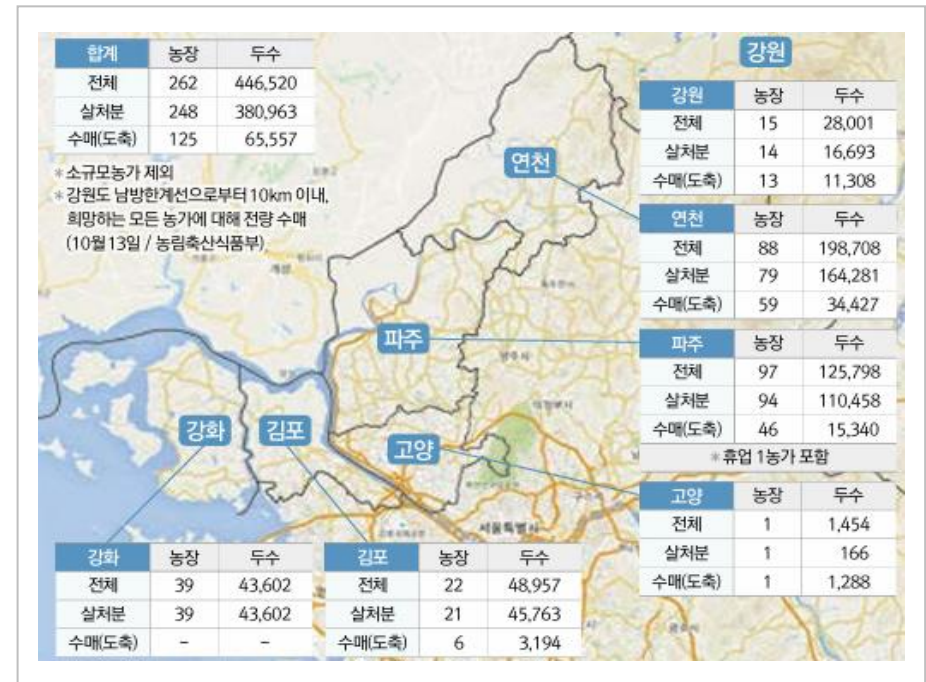 합계 농장 두수
전체 262 446,520
살처분 248 380,963
수매(도축) 125 65,557
*소규모농가 제외
*강원도 남방한계선으로부터 10km 이내,
희망하는 모든 농가에 대해 전량 수매
(10월 13일 / 농림축산식품부)
강원
강원 농장 두수
전체 15 28,001
살처분 14 16,693
수매(도축) 13 11,308
연천
연천 농장 두수
전체 88 198,708
살처분 79 164,281
수매(도축) 59 34,427
파주
파주 농장 두수
전체 97 125,798
살처분 94 110,458
수매(도축) 46 15,340
*휴업 1농가 포함
강화
김포
고양
고양 농장 두수
전체 1 1,454
살처분 1 166
수매(도축) 1 1,288
서울특별시
강화 농장 두수
전체 39 43,602
살처분 39 43,602
수매(도축) - -
김포 농장 두수
전체 22 48,957
살처분 21 45,763
수매(도축) 6 3,194